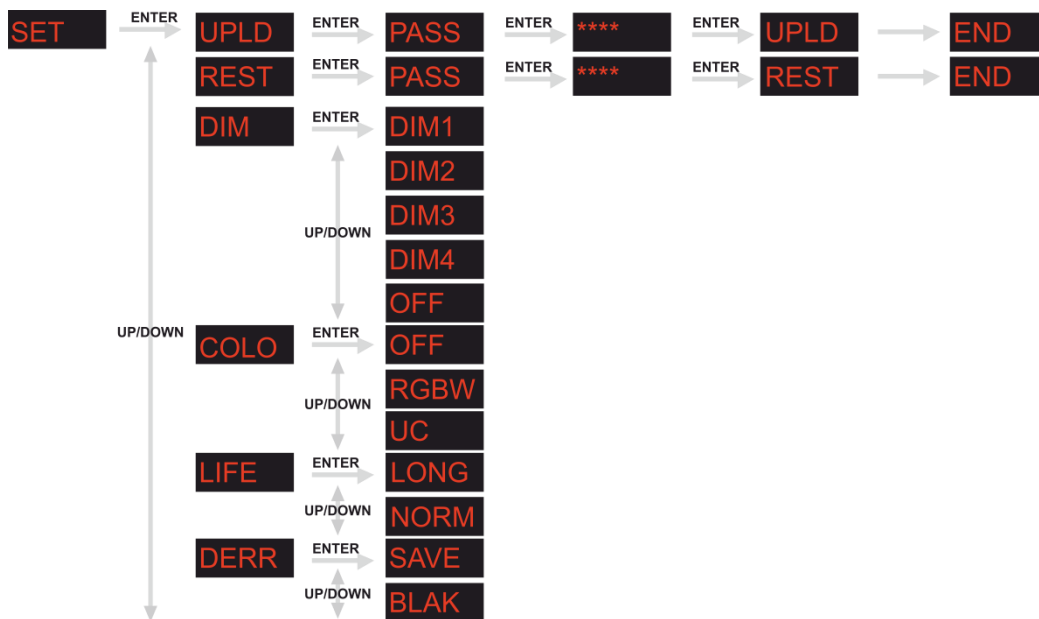 SET ENTER UPLD ENTER PASS ENTER **** ENTER UPLD END
REST ENTER PASS ENTER **** ENTER REST END
DIM ENTER DIM1
DIM2
DIM3
UP/DOWN
DIM4
OFF
UP/DOWN COLO ENTER OFF
RGBW
UP/DOWN
UC
LIFE ENTER LONG
UP/DOWN NORM
DERR ENTER SAVE
UP/DOWN BLAK